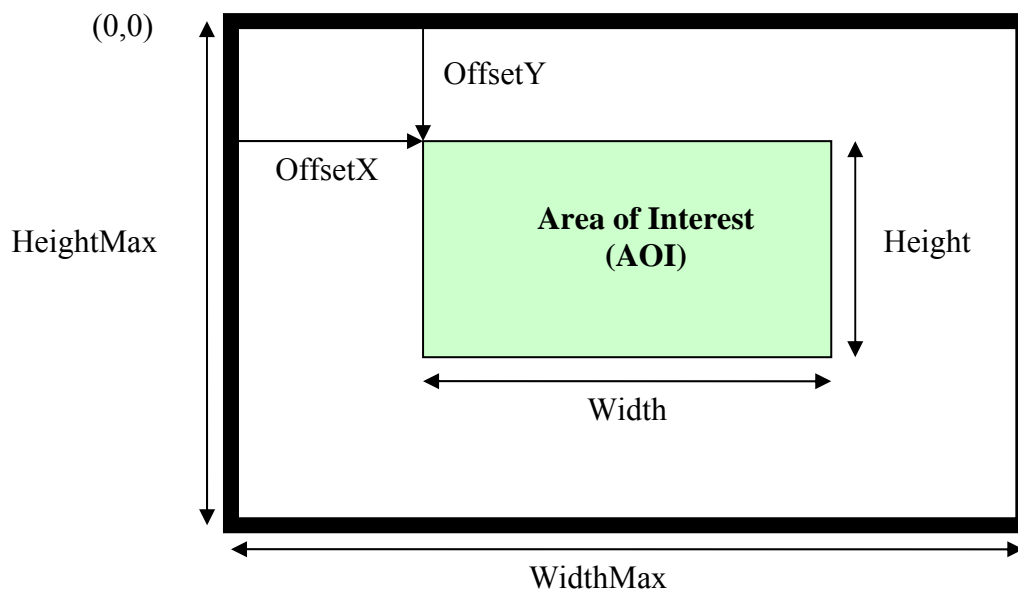 (0,0)
OffsetY
OffsetX
Area of Interest
(AOI)
HeightMax
Height
Width
WidthMax